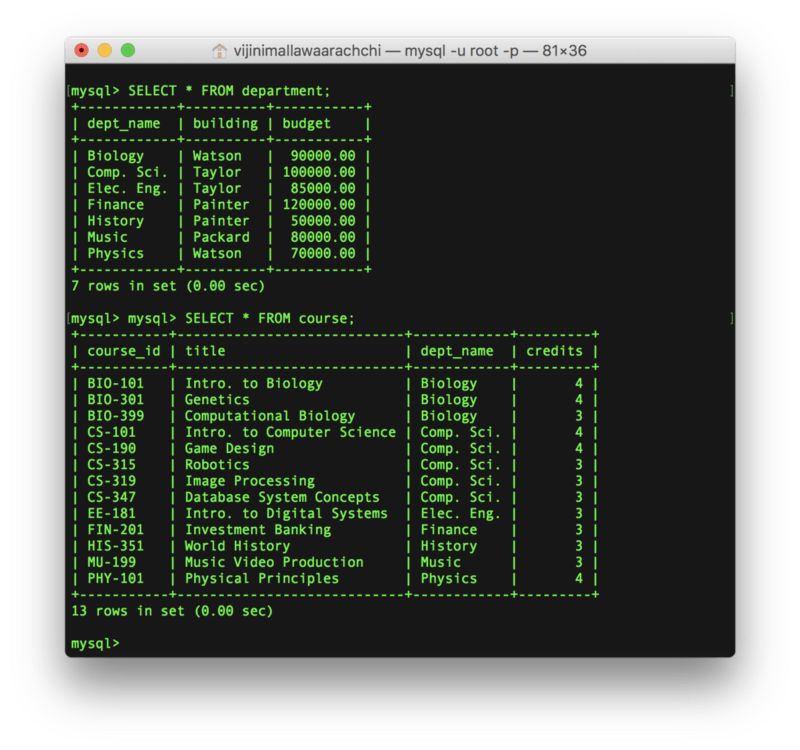 vijinimallawaarachchi — mysql -u root -p — 81×36
[mysql> SELECT * FROM department; ]
+------------+----------+-----------+
| dept_name  | building | budget    |
+------------+----------+-----------+
| Biology    | Watson   |  90000.00 |
| Comp. Sci. | Taylor   | 100000.00 |
| Elec. Eng. | Taylor   |  85000.00 |
| Finance    | Painter  | 120000.00 |
| History    | Painter  |  50000.00 |
| Music      | Packard  |  80000.00 |
| Physics    | Watson   |  70000.00 |
+------------+----------+-----------+
7 rows in set (0.00 sec)
[mysql> mysql> SELECT * FROM course; ]
+-----------+----------------------------+------------+---------+
| course_id | title                      | dept_name  | credits |
+-----------+----------------------------+------------+---------+
| BIO-101   | Intro. to Biology          | Biology    |       4 |
| BIO-301   | Genetics                   | Biology    |       4 |
| BIO-399   | Computational Biology      | Biology    |       3 |
| CS-101    | Intro. to Computer Science | Comp. Sci. |       4 |
| CS-190    | Game Design                | Comp. Sci. |       4 |
| CS-315    | Robotics                   | Comp. Sci. |       3 |
| CS-319    | Image Processing           | Comp. Sci. |       3 |
| CS-347    | Database System Concepts   | Comp. Sci. |       3 |
| EE-181    | Intro. to Digital Systems  | Elec. Eng. |       3 |
| FIN-201   | Investment Banking         | Finance    |       3 |
| HIS-351   | World History              | History    |       3 |
| MU-199    | Music Video Production     | Music      |       3 |
| PHY-101   | Physical Principles        | Physics    |       4 |
+-----------+----------------------------+------------+---------+
13 rows in set (0.00 sec)
mysql>